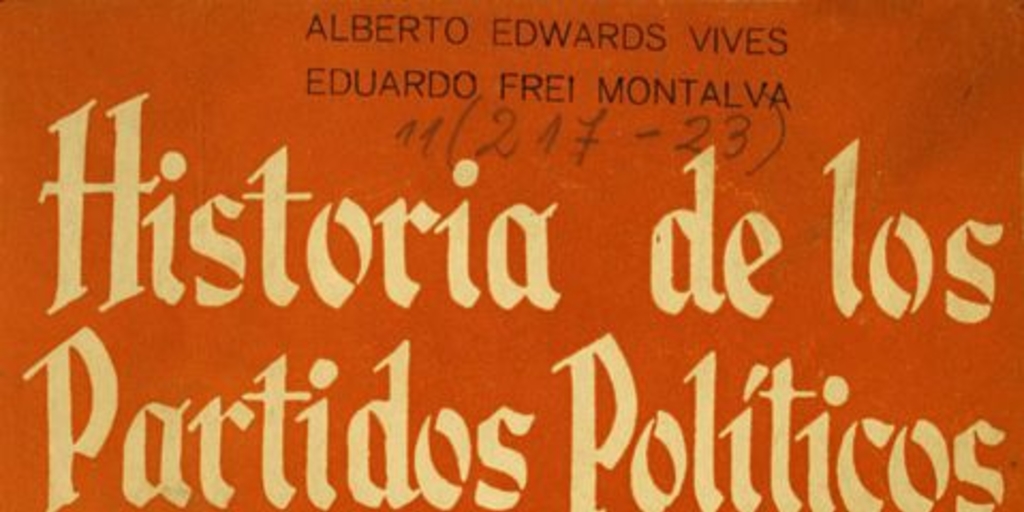 ALBERTO EDWARDS VIVES
EDUARDO FREI MONTALVA
11(217-23)
Historia de los
Partidos Políticos